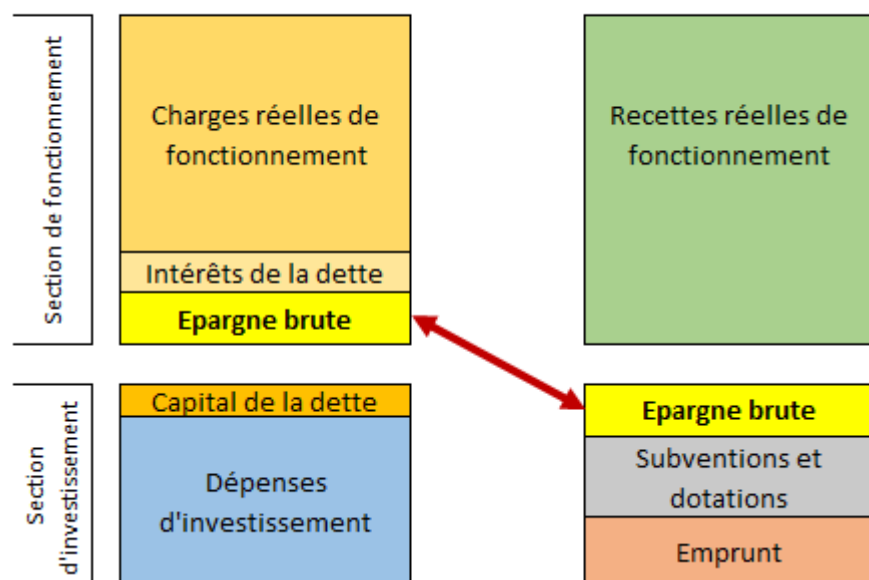 Section de fonctionnement
Charges réelles de
fonctionnement
Intérêts de la dette
Epargne brute
Recettes réelles de
fonctionnement
Section
d'investissement
Capital de la dette
Dépenses
d'investissement
Epargne brute
Subventions et
dotations
Emprunt